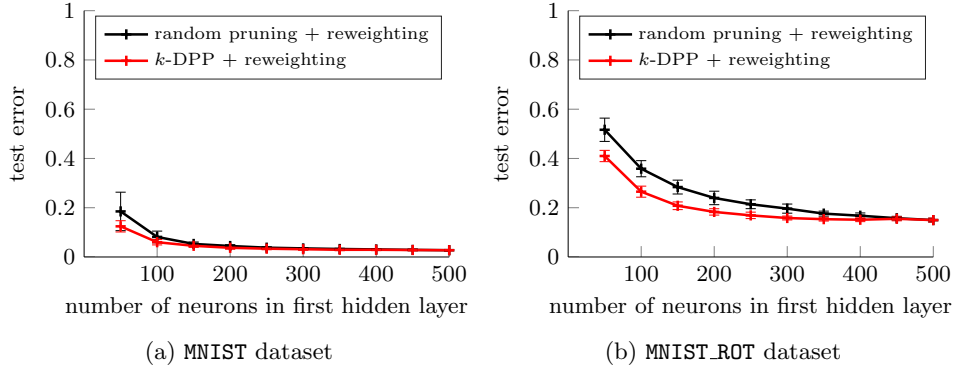 1
0.8
0.6
0.4
0.2
0
100 200 300 400 500
test error
number of neurons in first hidden layer
random pruning + reweighting
k-DPP + reweighting
(a) MNIST dataset
1
0.8
0.6
0.4
0.2
0
100 200 300 400 500
test error
number of neurons in first hidden layer
random pruning + reweighting
k-DPP + reweighting
(b) MNIST_ROT dataset